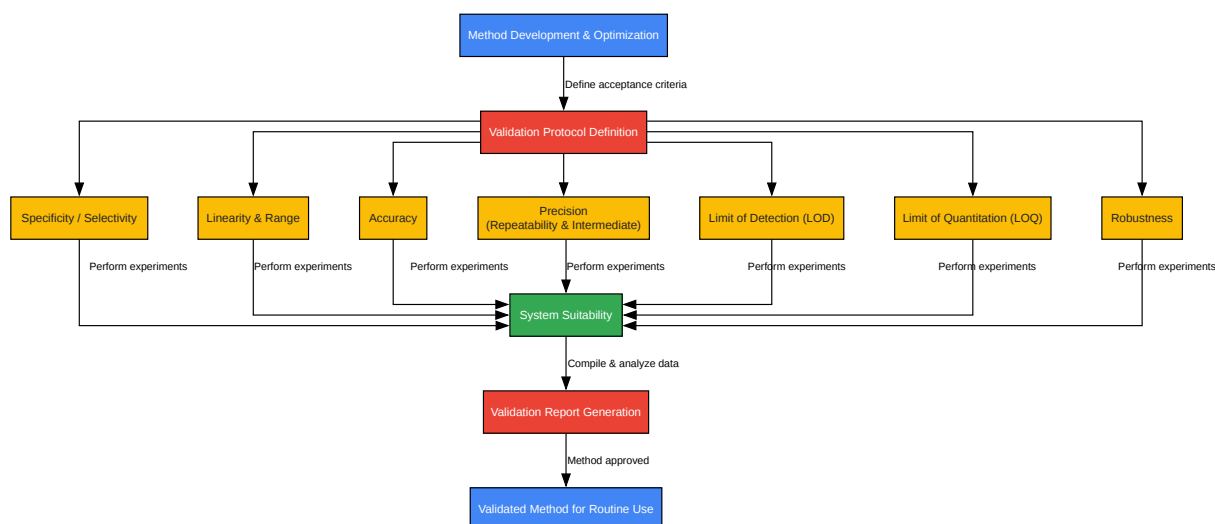 Method Development & Optimization
Define acceptance criteria
Validation Protocol Definition
Specificity / Selectivity
Linearity & Range
Accuracy
Precision
(Repeatability & Intermediate)
Limit of Detection (LOD)
Limit of Quantitation (LOQ)
Robustness
Perform experiments
Perform experiments
Perform experiments
Perform experiments
Perform experiments
Perform experiments
Perform experiments
System Suitability
Compile & analyze data
Validation Report Generation
Method approved
Validated Method for Routine Use